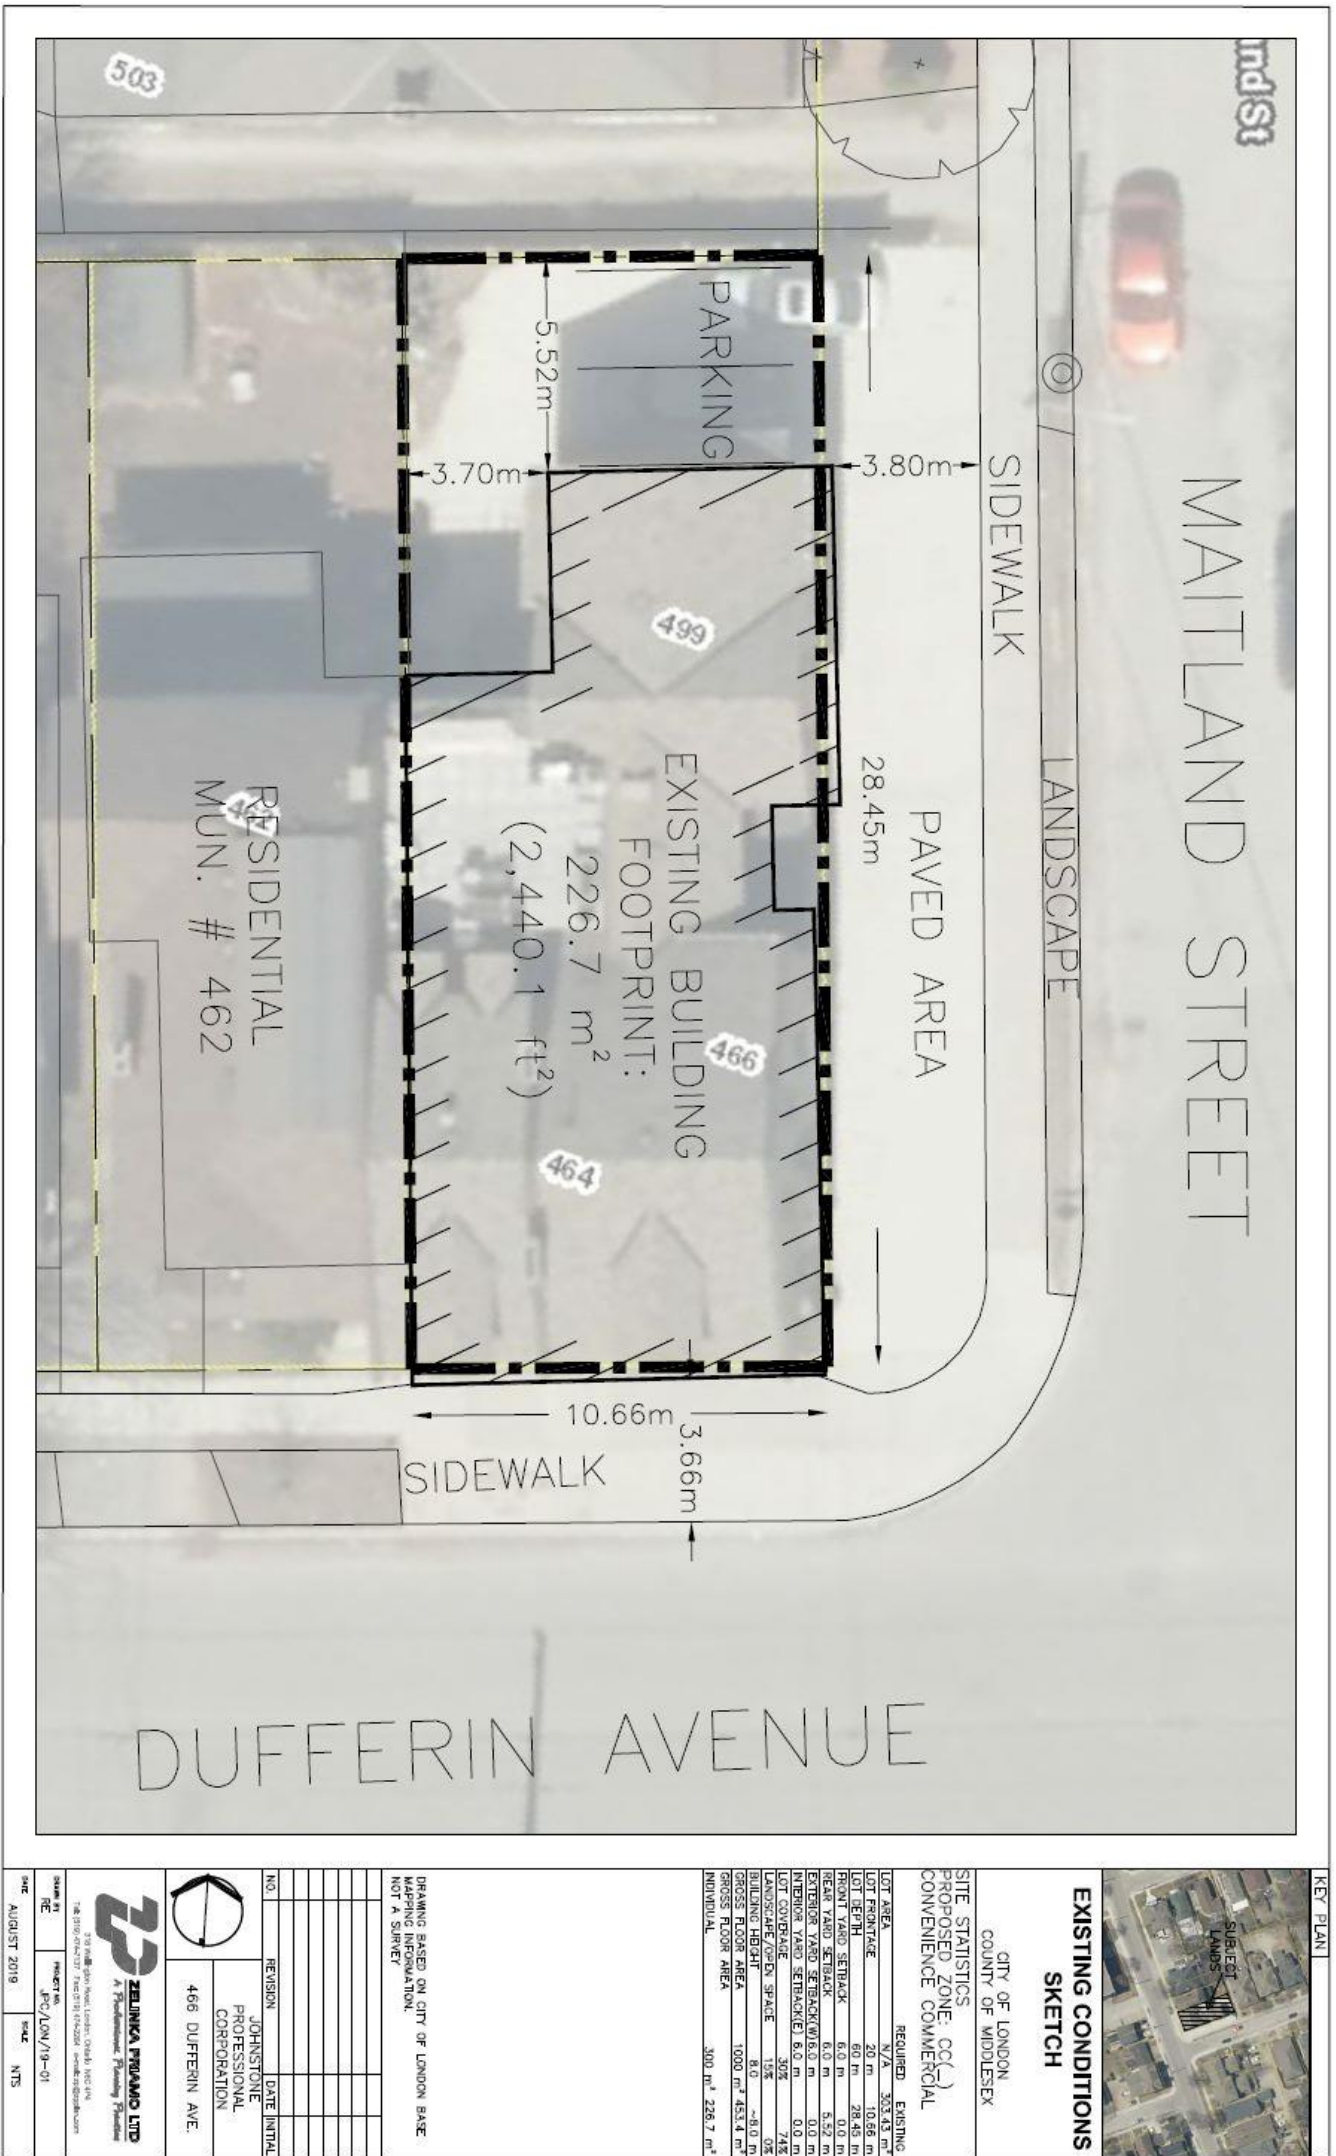 nd St
503
MAITLAND STREET
LANDSCAPE
SIDEWALK
PAVED AREA
28.45m
3.80m
PARKING
5.52m
3.70m
499
EXISTING BUILDING
FOOTPRINT:
226.7 m²
(2,440.1 ft²)
466
464
RESIDENTIAL
MUN. # 462
10.66m
3.66m
SIDEWALK
DUFFERIN AVENUE
KEY PLAN
SUBJECT
LANDS
EXISTING CONDITIONS
SKETCH
CITY OF LONDON
COUNTY OF MIDDLESEX
SITE STATISTICS
PROPOSED ZONE: CC(_)
CONVENIENCE COMMERCIAL
REQUIRED EXISTING
LOT AREA N/A 303.43 m²
LOT FRONTAGE 20 m 10.66 m
LOT DEPTH 60 m 28.45 m
FRONT YARD SETBACK 6.0 m 0.0 m
REAR YARD SETBACK 6.0 m 5.52 m
EXTERIOR YARD SETBACK(W) 6.0 m 0.0 m
INTERIOR YARD SETBACK(E) 6.0 m 0.0 m
LOT COVERAGE 30% 74%
LANDSCAPE/OPEN SPACE 15% 0%
BUILDING HEIGHT 8.0 ~8.0 m
GROSS FLOOR AREA 1000 m² 453.4 m²
GROSS FLOOR AREA
INDIVIDUAL 300 m² 226.7 m²
DRAWING BASED ON CITY OF LONDON BASE
MAPPING INFORMATION.
NOT A SURVEY
NO. REVISION DATE INITIAL
JOHNSTONE
PROFESSIONAL
CORPORATION
466 DUFFERIN AVE.
ZELINKA PRIAMO LTD
A Professional Planning Practice
DRAWN BY
RE
PROJECT NO.
JPC/LON/19-01
DATE
AUGUST 2019
SCALE
NTS